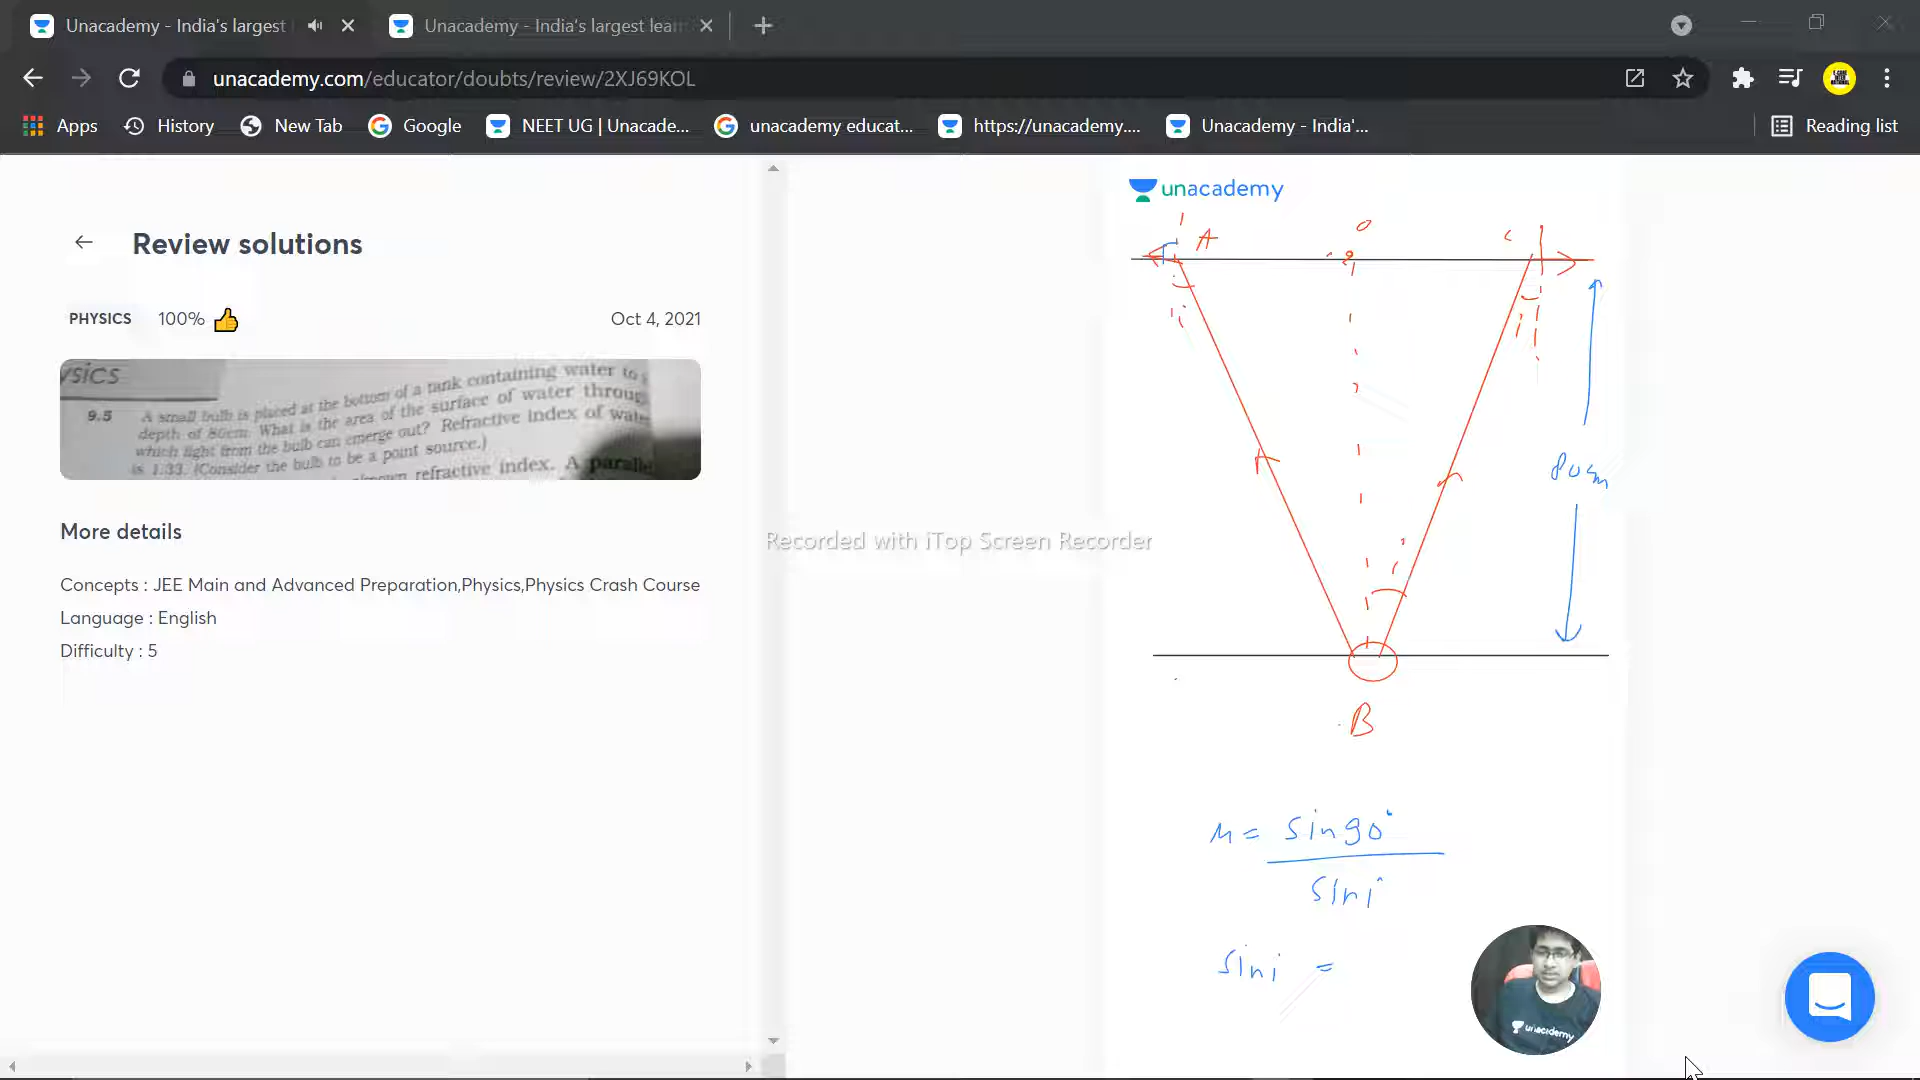 Unacademy - India's largest
Unacademy - India's largest lear
unacademy.com/educator/doubts/review/2XJ69KOL
Apps
History
New Tab
Google
NEET UG | Unacade...
unacademy educat...
https://unacademy....
Unacademy - India'...
Reading list
Review solutions
PHYSICS 100% Oct 4, 2021
ysics
9.5 A small bulb is placed at the bottom of a tank containing water to
depth of 80cm. What is the area of the surface of water throug
which light from the bulb can emerge out? Refractive index of wate
is 1.33. (Consider the bulb to be a point source.)
refractive index. A paralle
More details
Concepts : JEE Main and Advanced Preparation,Physics,Physics Crash Course
Language : English
Difficulty : 5
Recorded with iTop Screen Recorder
unacademy
A O C
i i
80cm
i
B
μ = sin90°
sini
sini =
unacademy